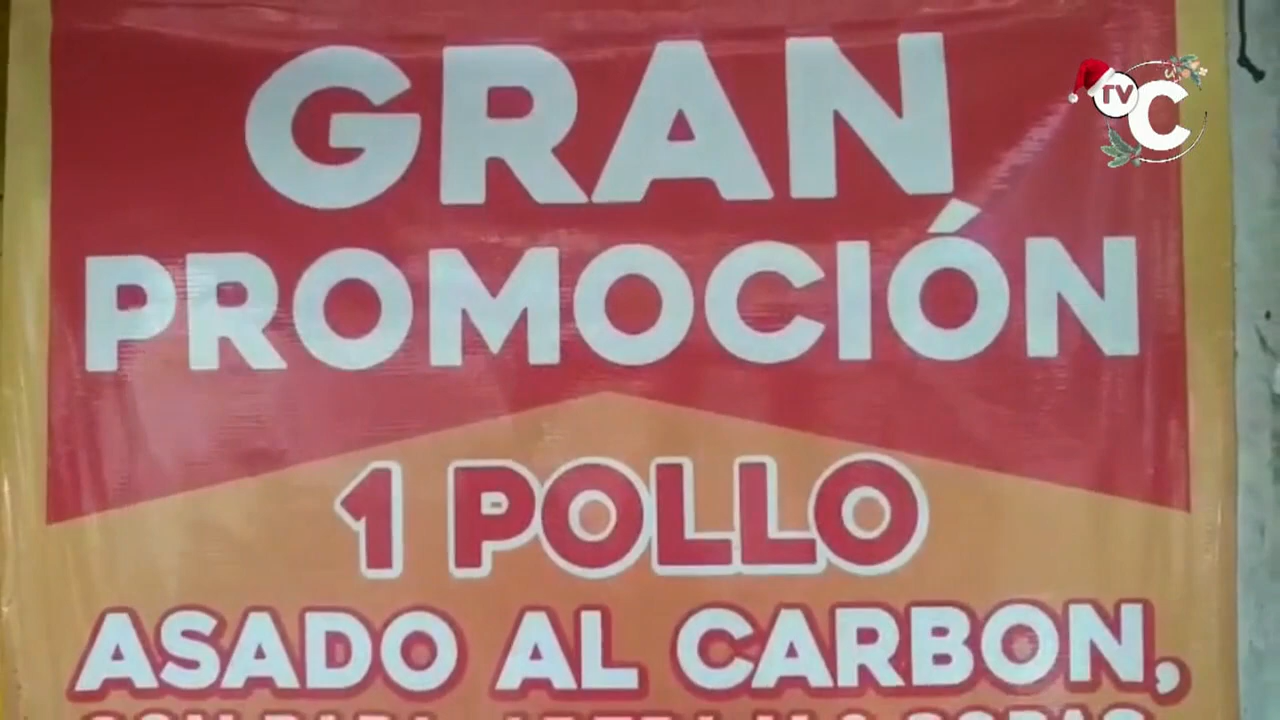 GRAN
PROMOCIÓN
1 POLLO
ASADO AL CARBON,
TV
C